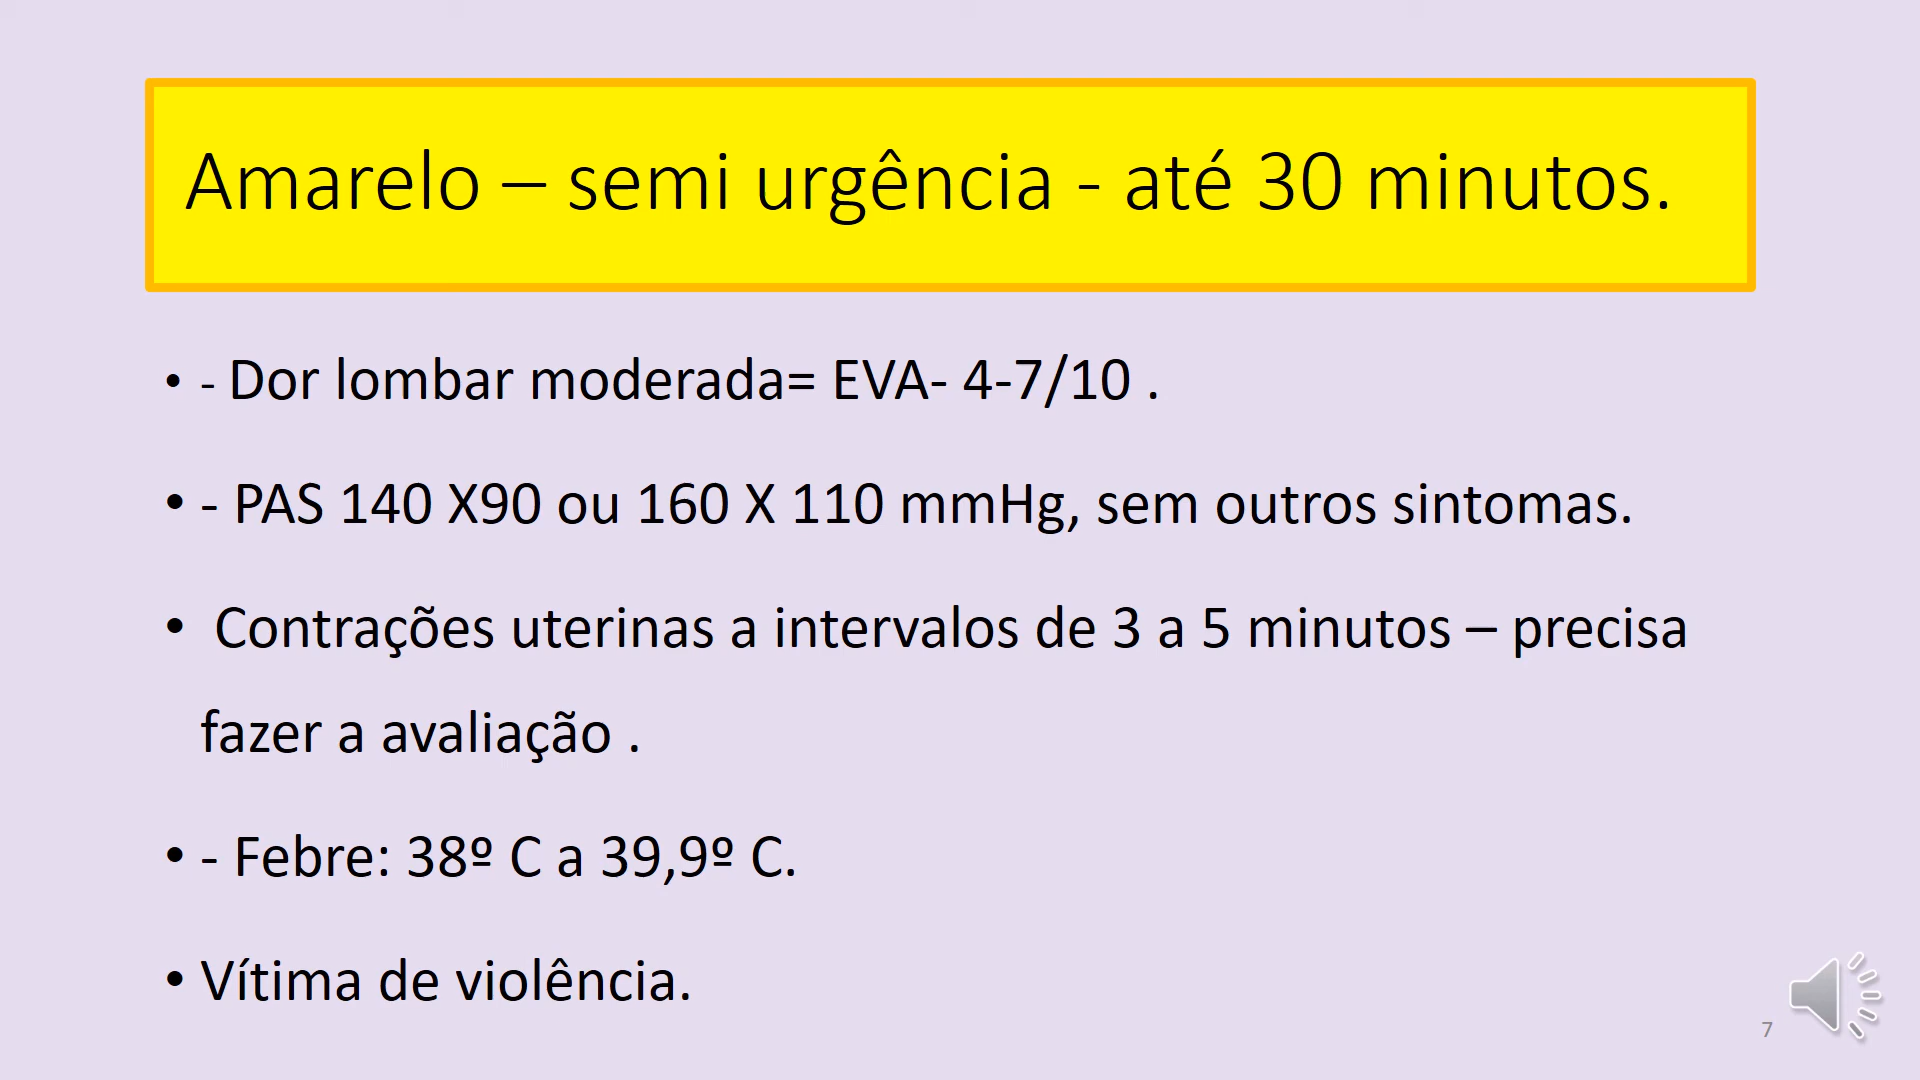 Amarelo – semi urgência - até 30 minutos.
• - Dor lombar moderada= EVA- 4-7/10 .
• - PAS 140 X90 ou 160 X 110 mmHg, sem outros sintomas.
• Contrações uterinas a intervalos de 3 a 5 minutos – precisa
fazer a avaliação .
• - Febre: 38º C a 39,9º C.
• Vítima de violência.
7